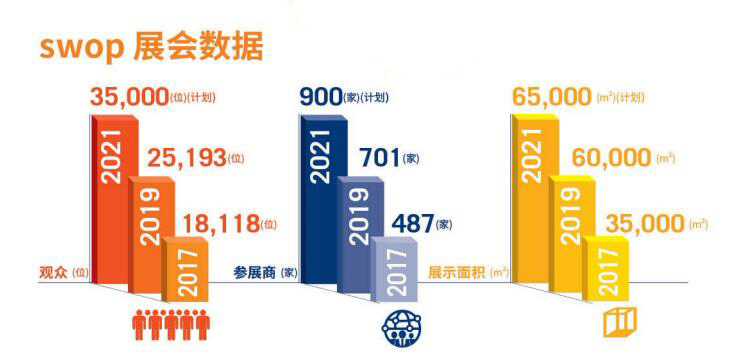 swop 展会数据
35,000(位)(计划)
2021
25,193(位)
2019
18,118(位)
2017
观众 (位)
900(家)(计划)
2021
701(家)
2019
487(家)
2017
参展商 (家)
65,000 (m²)(计划)
2021
60,000 (m²)
2019
35,000 (m²)
2017
展示面积 (m²)